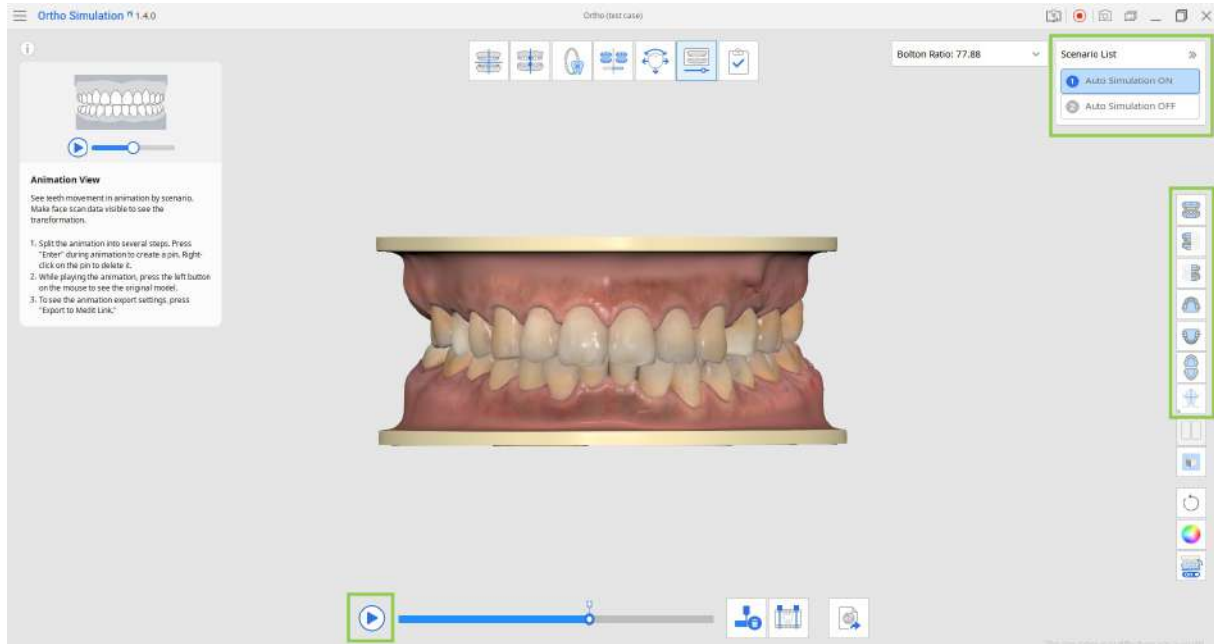 Ortho Simulation 1.4.0
Ortho (test case)
Bolton Ratio: 77.88
Scenario List
1 Auto Simulation ON
2 Auto Simulation OFF
Animation View
See teeth movement in animation by scenario.
Make face scan data visible to see the
transformation.
1. Split the animation into several steps. Press
"Enter" during animation to create a pin. Right-
click on the pin to delete it.
2. While playing the animation, press the left button
on the mouse to see the original model.
3. To see the animation export settings, press
"Export to Medit Link."